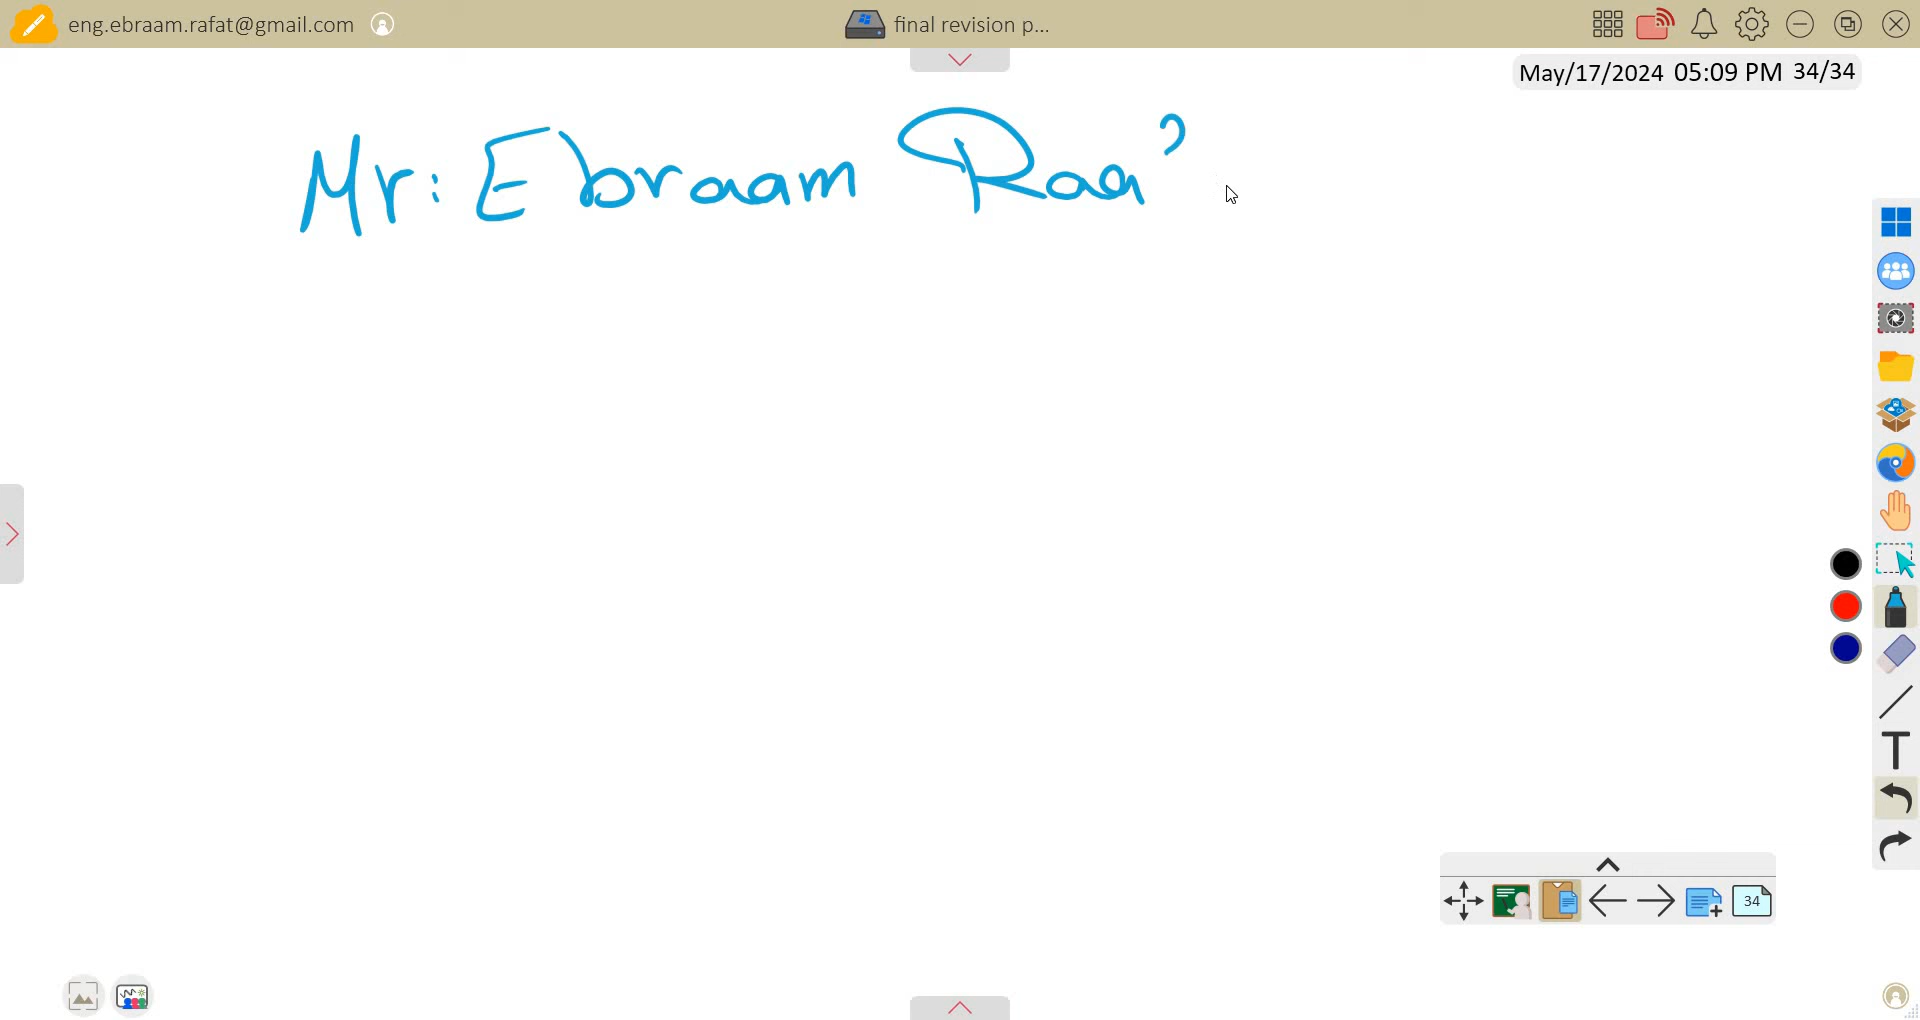 eng.ebraam.rafat@gmail.com
final revision p...
May/17/2024 05:09 PM 34/34
Mr: Ebraam Raa
T
34